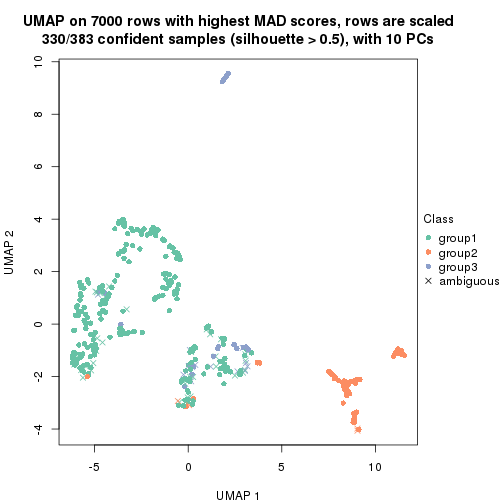 UMAP on 7000 rows with highest MAD scores, rows are scaled
330/383 confident samples (silhouette > 0.5), with 10 PCs
10
8
6
4
2
0
-2
-4
UMAP 2
-5
0
5
10
UMAP 1
Class
group1
group2
group3
ambiguous